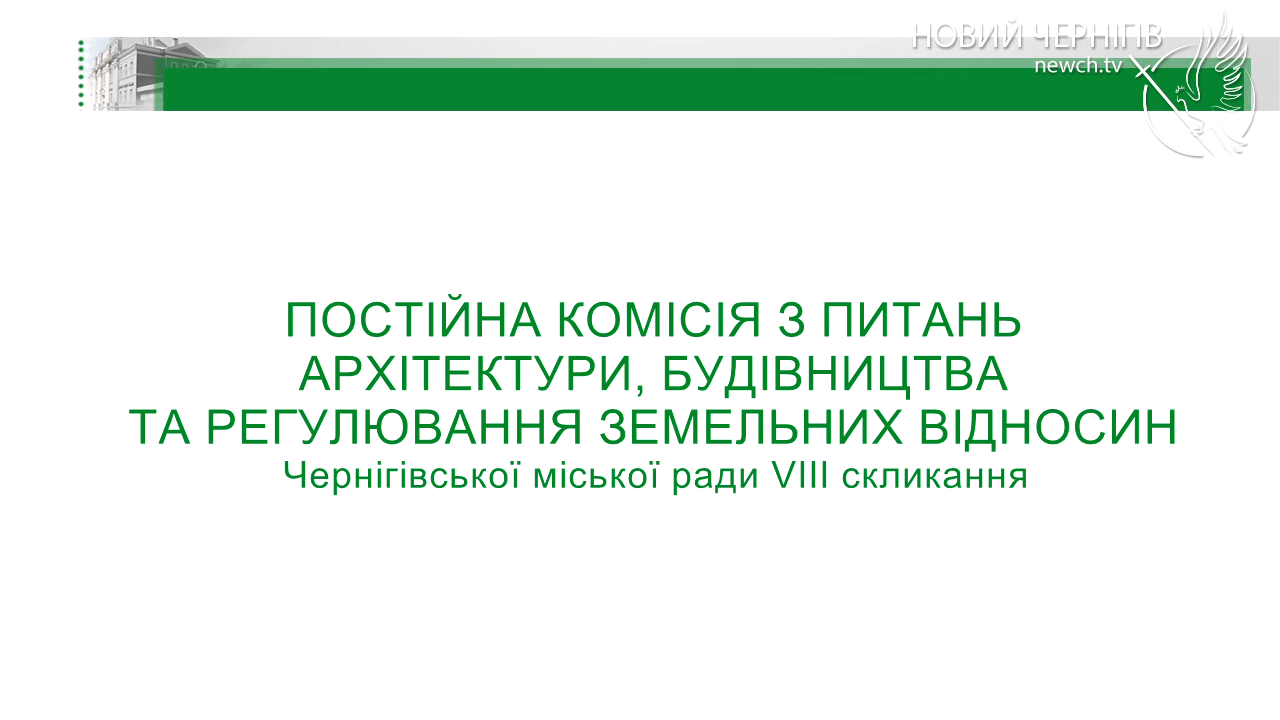 НОВИЙ ЧЕРНІГІВ
newch.tv
ПОСТІЙНА КОМІСІЯ З ПИТАНЬ
АРХІТЕКТУРИ, БУДІВНИЦТВА
ТА РЕГУЛЮВАННЯ ЗЕМЕЛЬНИХ ВІДНОСИН
Чернігівської міської ради VIII скликання